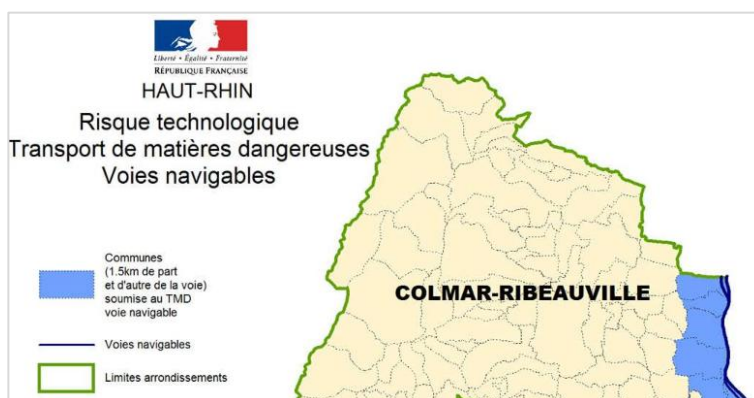 Liberté • Égalité • Fraternité
RÉPUBLIQUE FRANÇAISE
HAUT-RHIN
Risque technologique
Transport de matières dangereuses
Voies navigables
Communes
(1.5km de part
et d'autre de la voie)
soumise au TMD
voie navigable
Voies navigables
Limites arrondissements
COLMAR-RIBEAUVILLE